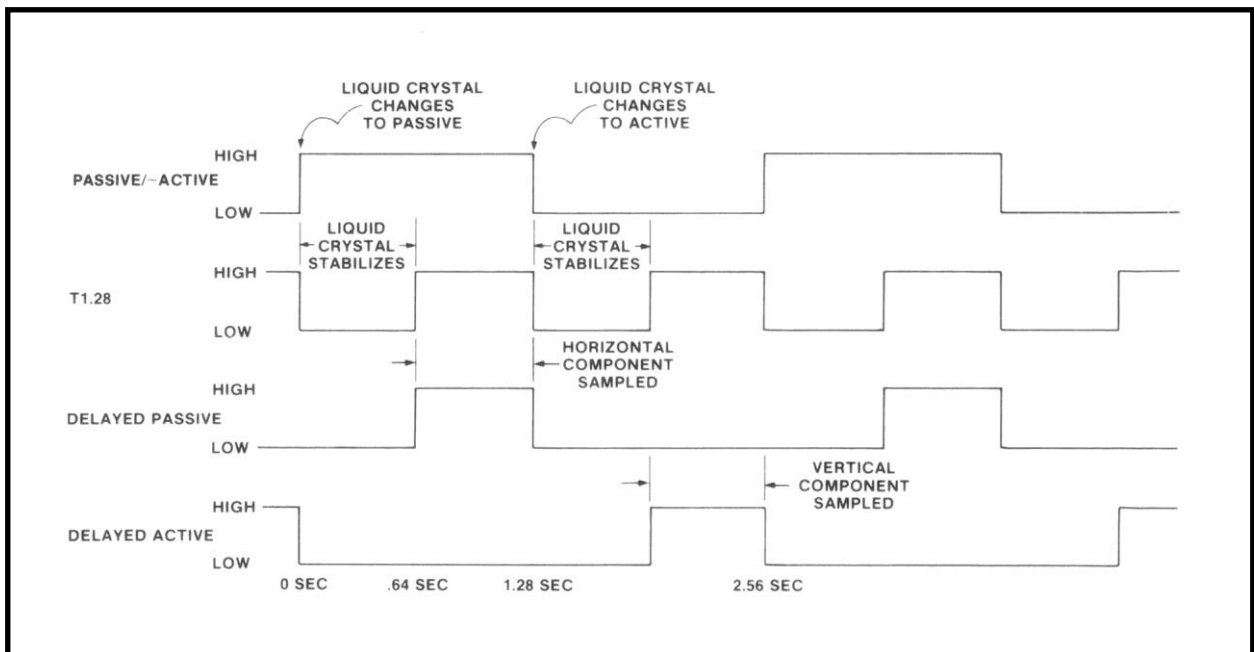 LIQUID CRYSTAL
CHANGES
TO PASSIVE
LIQUID CRYSTAL
CHANGES
TO ACTIVE
HIGH
PASSIVE/~ACTIVE
LOW
LIQUID
CRYSTAL
STABILIZES
LIQUID
CRYSTAL
STABILIZES
HIGH
T1.28
LOW
HORIZONTAL
COMPONENT
SAMPLED
HIGH
DELAYED PASSIVE
LOW
VERTICAL
COMPONENT
SAMPLED
HIGH
DELAYED ACTIVE
LOW
0 SEC
.64 SEC
1.28 SEC
2.56 SEC